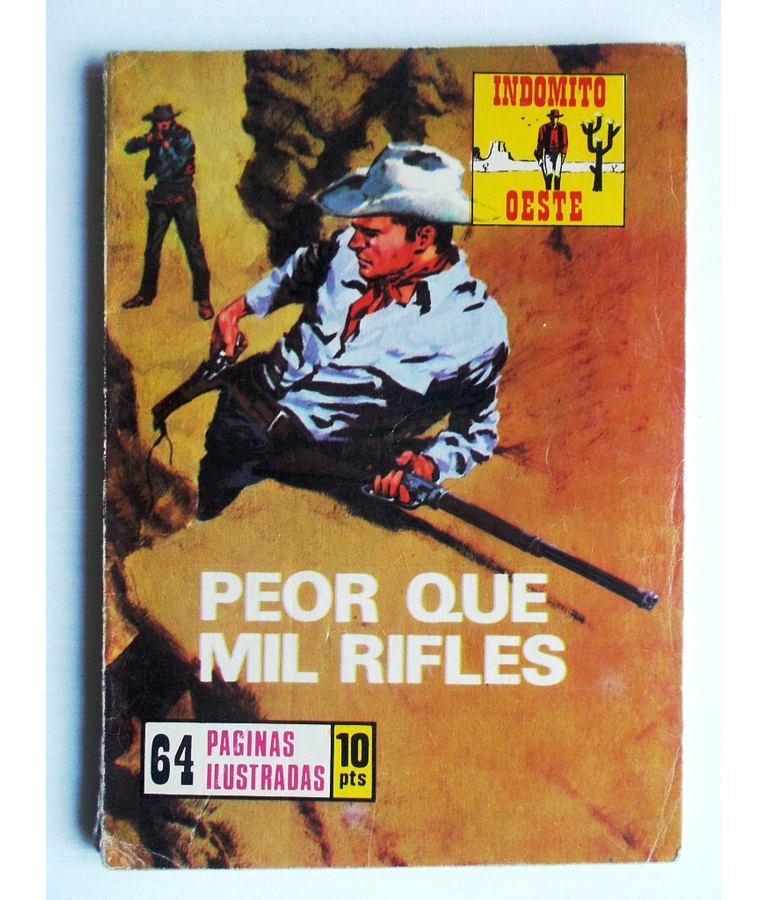 INDOMITO
OESTE
PEOR QUE
MIL RIFLES
64 PAGINAS
ILUSTRADAS
10
pts